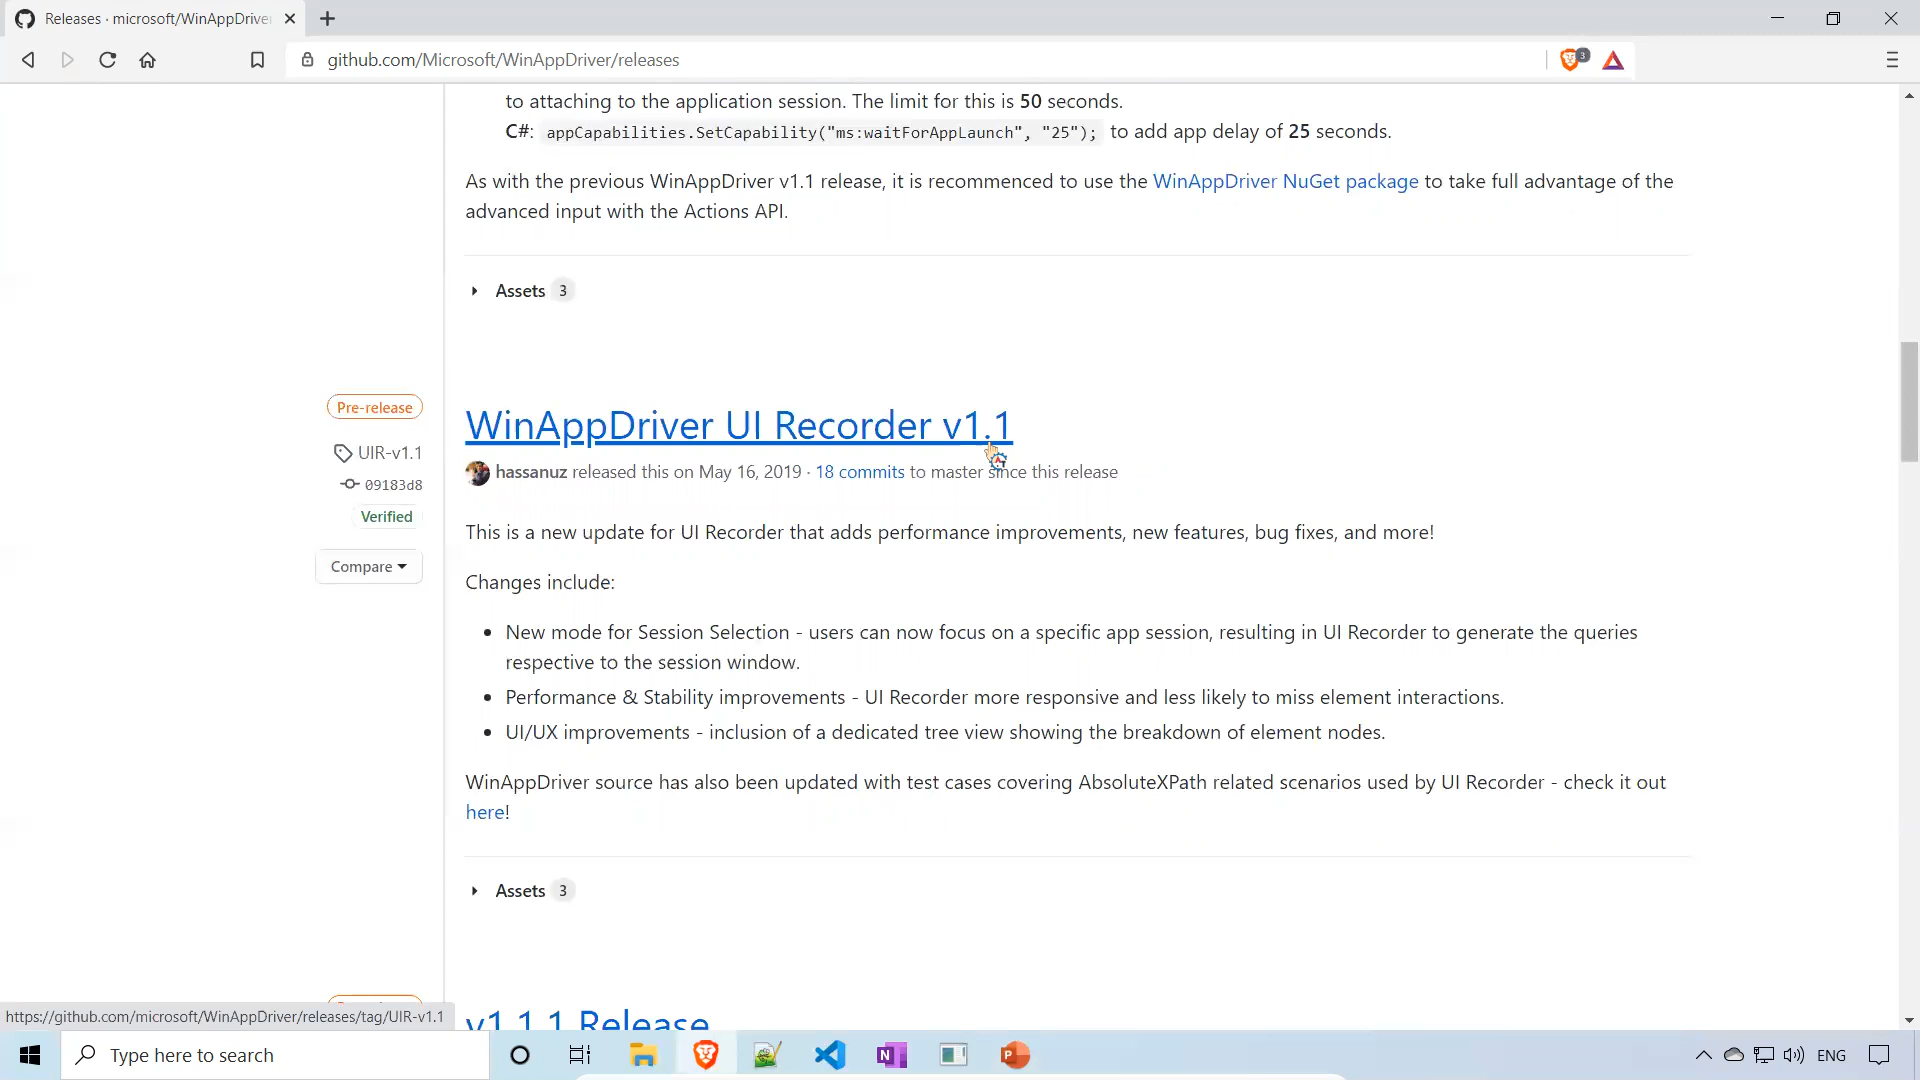 Releases · microsoft/WinAppDrive
github.com/Microsoft/WinAppDriver/releases
3
to attaching to the application session. The limit for this is 50 seconds.
C#: appCapabilities.SetCapability("ms:waitForAppLaunch", "25"); to add app delay of 25 seconds.
As with the previous WinAppDriver v1.1 release, it is recommenced to use the WinAppDriver NuGet package to take full advantage of the
advanced input with the Actions API.
Assets 3
Pre-release
UIR-v1.1
09183d8
Verified
Compare
WinAppDriver UI Recorder v1.1
hassanuz released this on May 16, 2019 · 18 commits to master since this release
This is a new update for UI Recorder that adds performance improvements, new features, bug fixes, and more!
Changes include:
• New mode for Session Selection - users can now focus on a specific app session, resulting in UI Recorder to generate the queries
respective to the session window.
• Performance & Stability improvements - UI Recorder more responsive and less likely to miss element interactions.
• UI/UX improvements - inclusion of a dedicated tree view showing the breakdown of element nodes.
WinAppDriver source has also been updated with test cases covering AbsoluteXPath related scenarios used by UI Recorder - check it out
here!
Assets 3
v1.1.1 Release
https://github.com/microsoft/WinAppDriver/releases/tag/UIR-v1.1
Type here to search
ENG